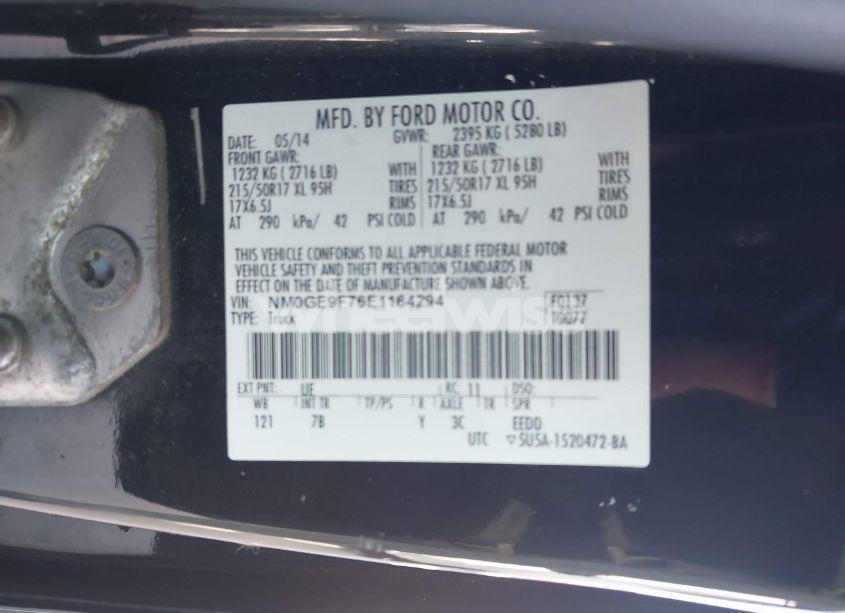 MFD. BY FORD MOTOR CO.
DATE: 05/14 GVWR: 2395 KG ( 5280 LB)
FRONT GAWR: REAR GAWR:
1232 KG ( 2716 LB) WITH 1232 KG ( 2716 LB) WITH
215/50R17 XL 95H TIRES 215/50R17 XL 95H TIRES
17X6.5J RIMS 17X6.5J RIMS
AT 290 kPa/ 42 PSI COLD AT 290 kPa/ 42 PSI COLD
THIS VEHICLE CONFORMS TO ALL APPLICABLE FEDERAL MOTOR
VEHICLE SAFETY AND THEFT PREVENTION STANDARDS IN
EFFECT ON THE DATE OF MANUFACTURE SHOWN ABOVE.
VIN: NM0GE9F76E1164294 F0137
TYPE: Truck T0077
EXT PNT: UF RC: 11 DSO:
WB INT TR TP/PS R AXLE TR SPR
121 7B Y 3C EEDD
UTC ▽5U5A-1520472-BA